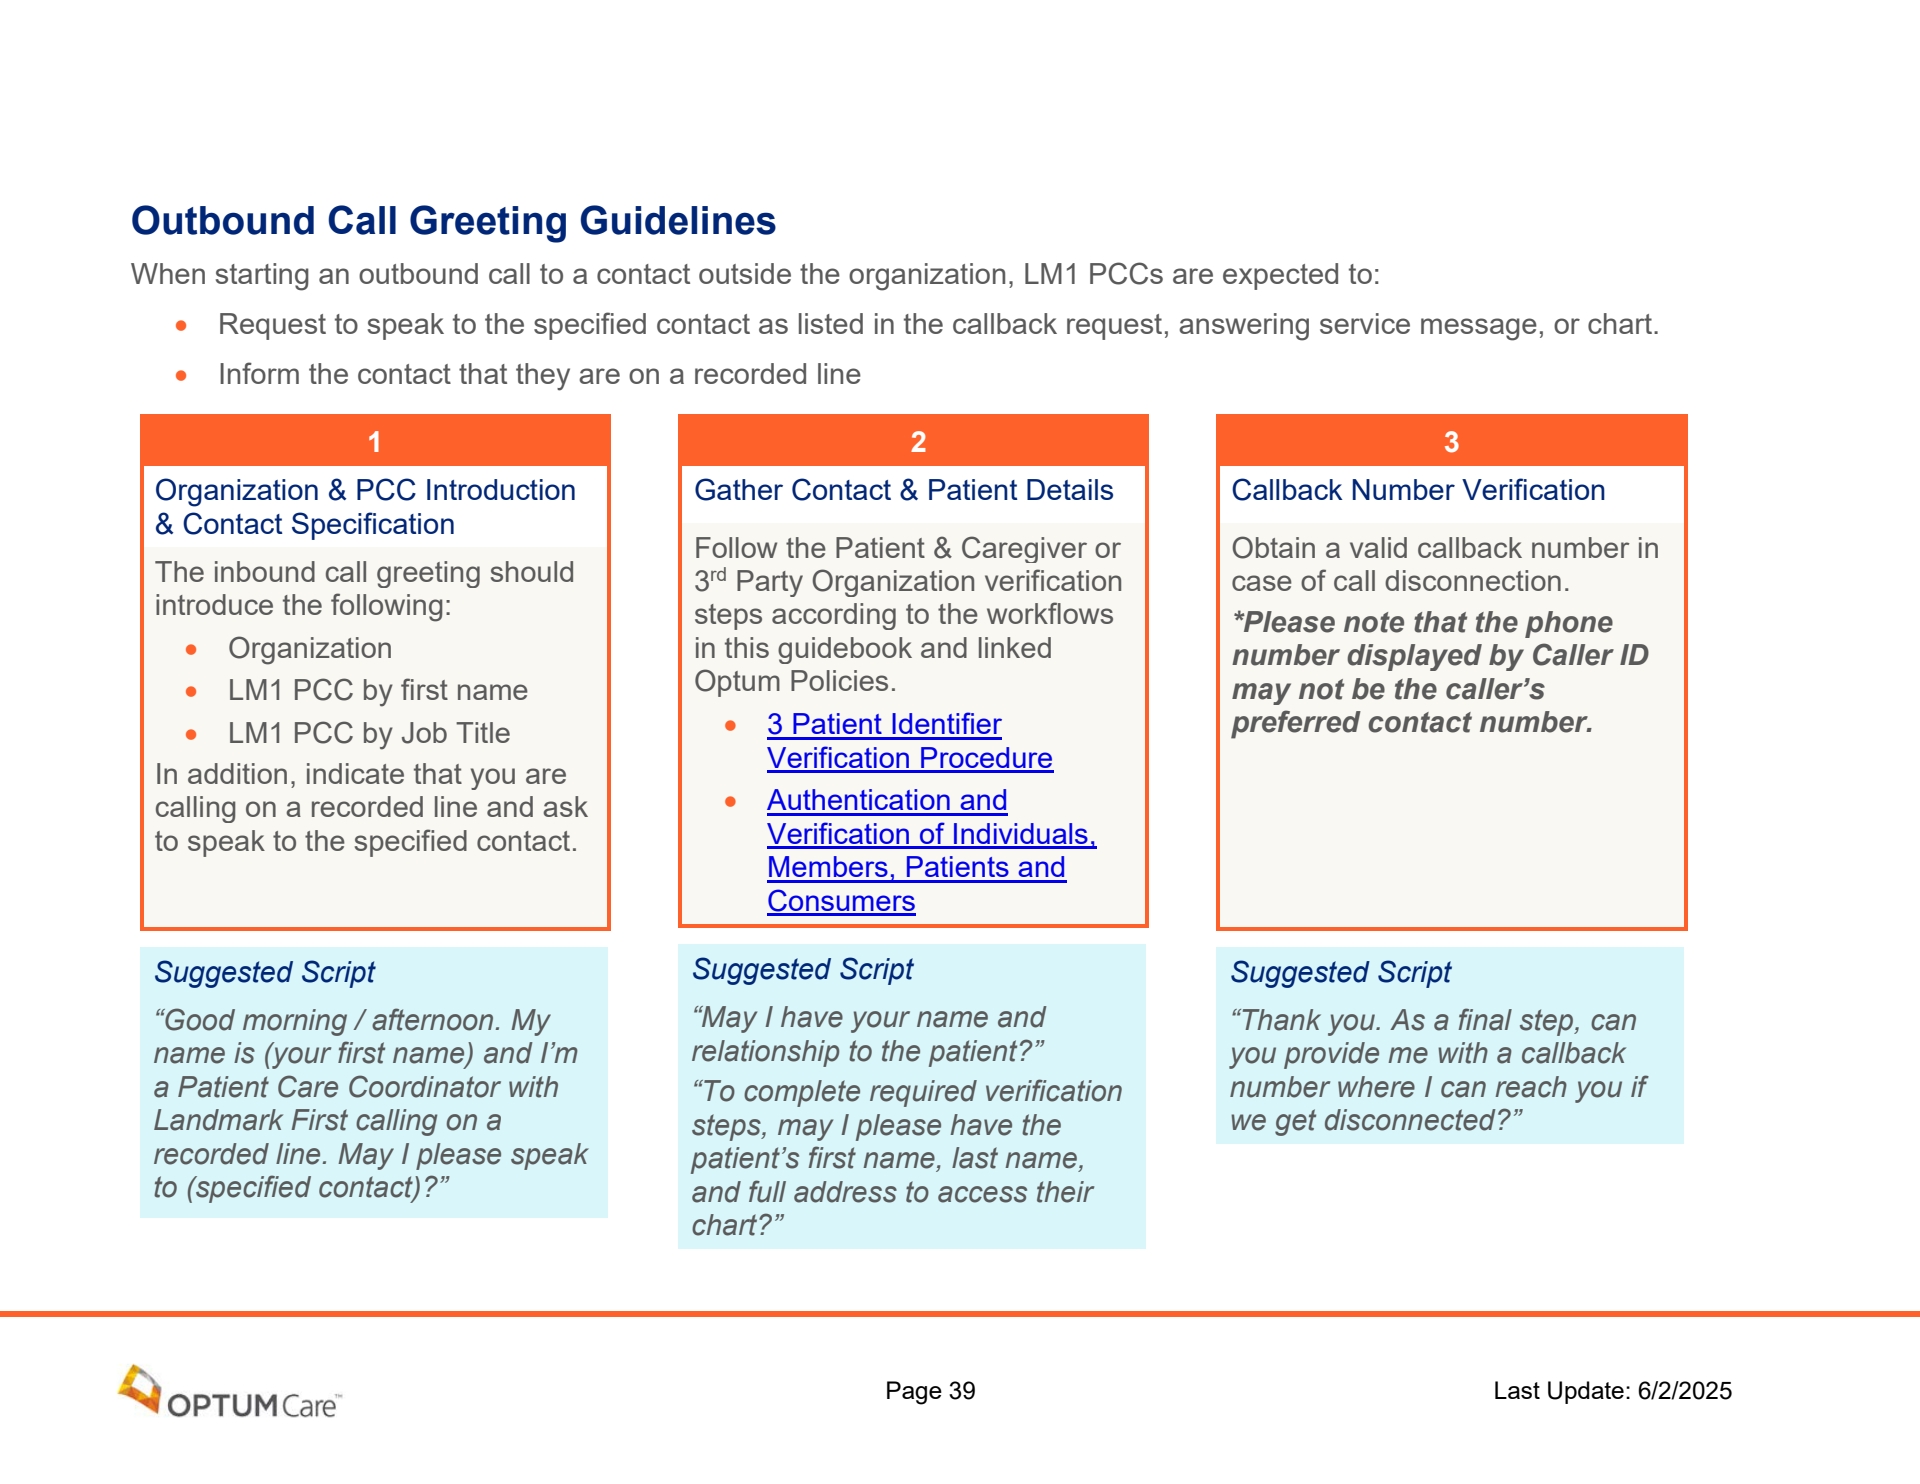 Outbound Call Greeting Guidelines
When starting an outbound call to a contact outside the organization, LM1 PCCs are expected to:
• Request to speak to the specified contact as listed in the callback request, answering service message, or chart.
• Inform the contact that they are on a recorded line
1
Organization & PCC Introduction
& Contact Specification
The inbound call greeting should
introduce the following:
• Organization
• LM1 PCC by first name
• LM1 PCC by Job Title
In addition, indicate that you are
calling on a recorded line and ask
to speak to the specified contact.
Suggested Script
“Good morning / afternoon. My
name is (your first name) and I’m
a Patient Care Coordinator with
Landmark First calling on a
recorded line. May I please speak
to (specified contact)?”
2
Gather Contact & Patient Details
Follow the Patient & Caregiver or
3rd Party Organization verification
steps according to the workflows
in this guidebook and linked
Optum Policies.
• 3 Patient Identifier
Verification Procedure
• Authentication and
Verification of Individuals,
Members, Patients and
Consumers
Suggested Script
“May I have your name and
relationship to the patient?”
“To complete required verification
steps, may I please have the
patient’s first name, last name,
and full address to access their
chart?”
3
Callback Number Verification
Obtain a valid callback number in
case of call disconnection.
*Please note that the phone
number displayed by Caller ID
may not be the caller’s
preferred contact number.
Suggested Script
“Thank you. As a final step, can
you provide me with a callback
number where I can reach you if
we get disconnected?”
OPTUM Care™
Page 39
Last Update: 6/2/2025